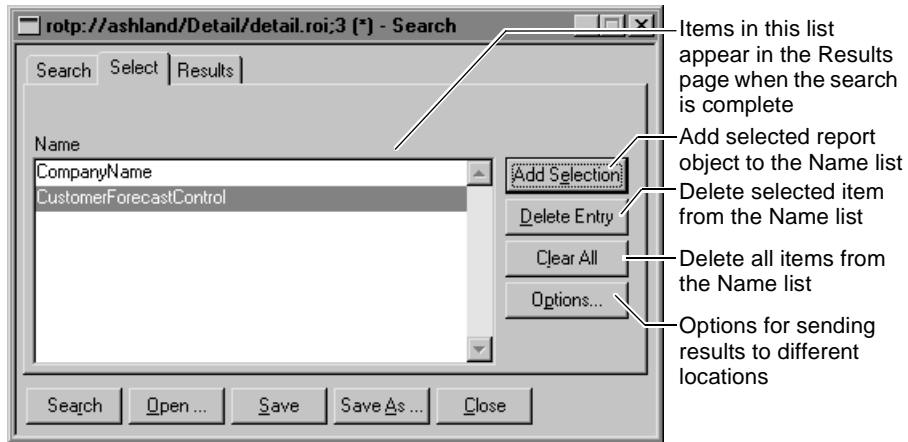 rotp://ashland/Detail/detail.roi;3 (*) - Search
Search Select Results
Name
CompanyName
CustomerForecastControl
Add Selection
Delete Entry
Clear All
Options...
Search Open ... Save Save As ... Close
Items in this list
appear in the Results
page when the search
is complete
Add selected report
object to the Name list
Delete selected item
from the Name list
Delete all items from
the Name list
Options for sending
results to different
locations